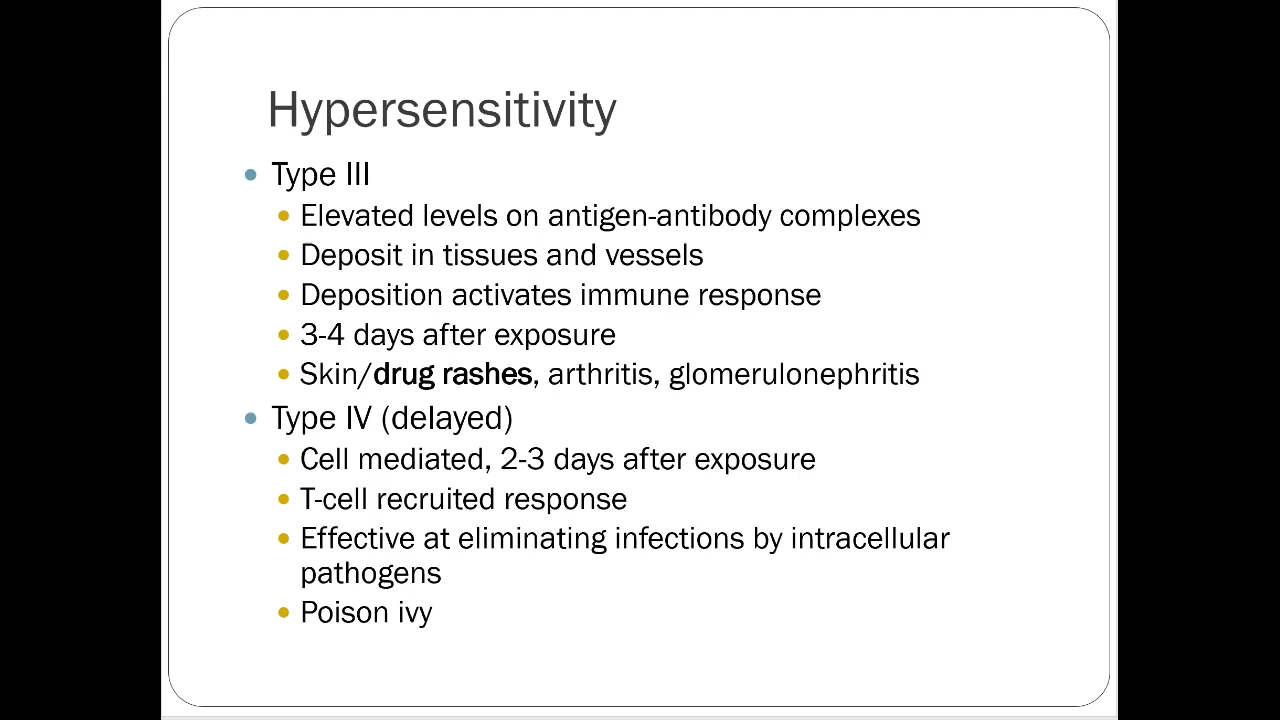 Hypersensitivity
Type III
Elevated levels on antigen-antibody complexes
Deposit in tissues and vessels
Deposition activates immune response
3-4 days after exposure
Skin/drug rashes, arthritis, glomerulonephritis
Type IV (delayed)
Cell mediated, 2-3 days after exposure
T-cell recruited response
Effective at eliminating infections by intracellular
pathogens
Poison ivy